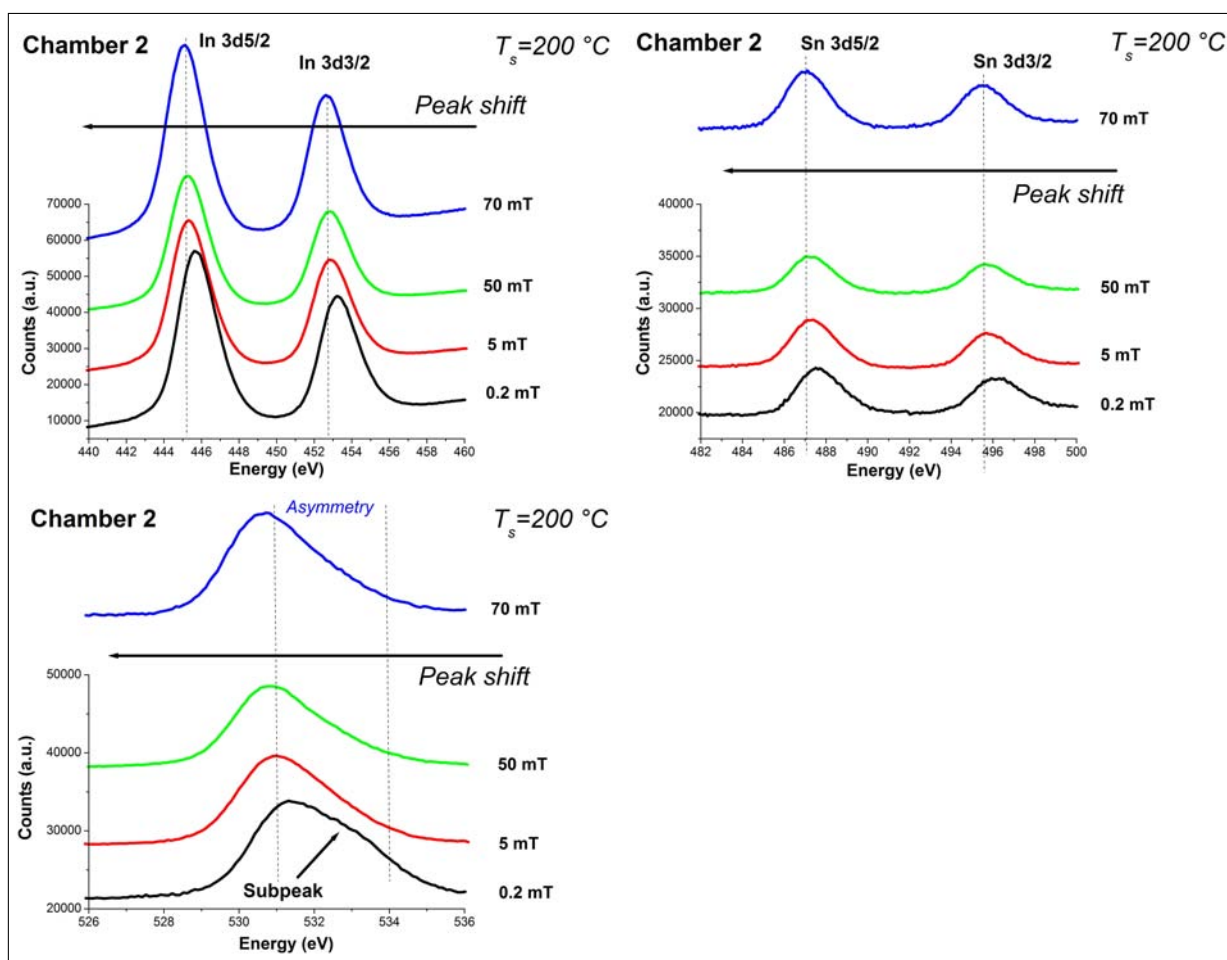 Chamber 2
In 3d5/2
In 3d3/2
T_s=200 °C
Peak shift
70 mT
50 mT
5 mT
0.2 mT
Counts (a.u.)
70000
60000
50000
40000
30000
20000
10000
440 442 444 446 448 450 452 454 456 458 460
Energy (eV)
Chamber 2
Sn 3d5/2
Sn 3d3/2
T_s=200 °C
70 mT
Peak shift
50 mT
5 mT
0.2 mT
Counts (a.u.)
40000
35000
30000
25000
20000
482 484 486 488 490 492 494 496 498 500
Energy (eV)
Chamber 2
Asymmetry
T_s=200 °C
70 mT
Peak shift
50 mT
5 mT
0.2 mT
Subpeak
Counts (a.u.)
50000
40000
30000
20000
526 528 530 532 534 536
Energy (eV)